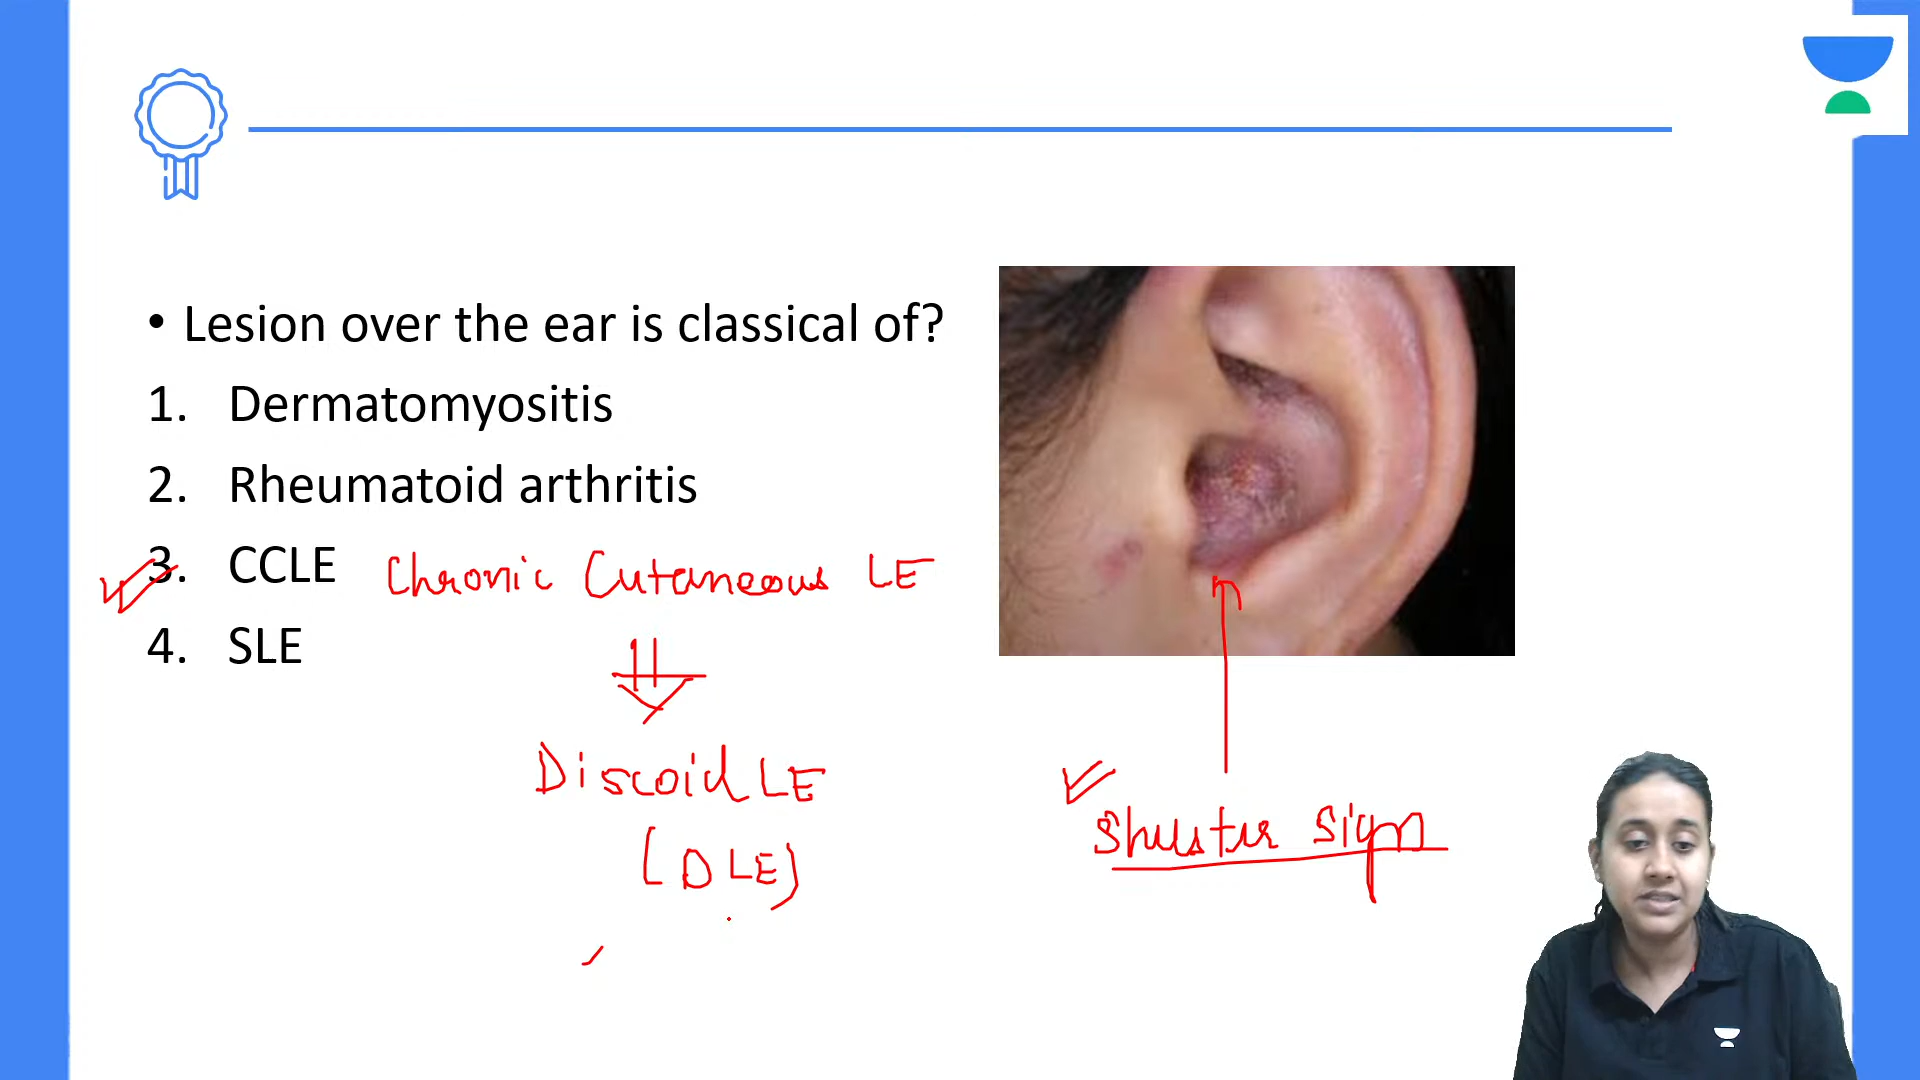 • Lesion over the ear is classical of?
1. Dermatomyositis
2. Rheumatoid arthritis
3. CCLE Chronic Cutaneous LE
4. SLE
Discoid LE
(DLE)
Shuster Sign